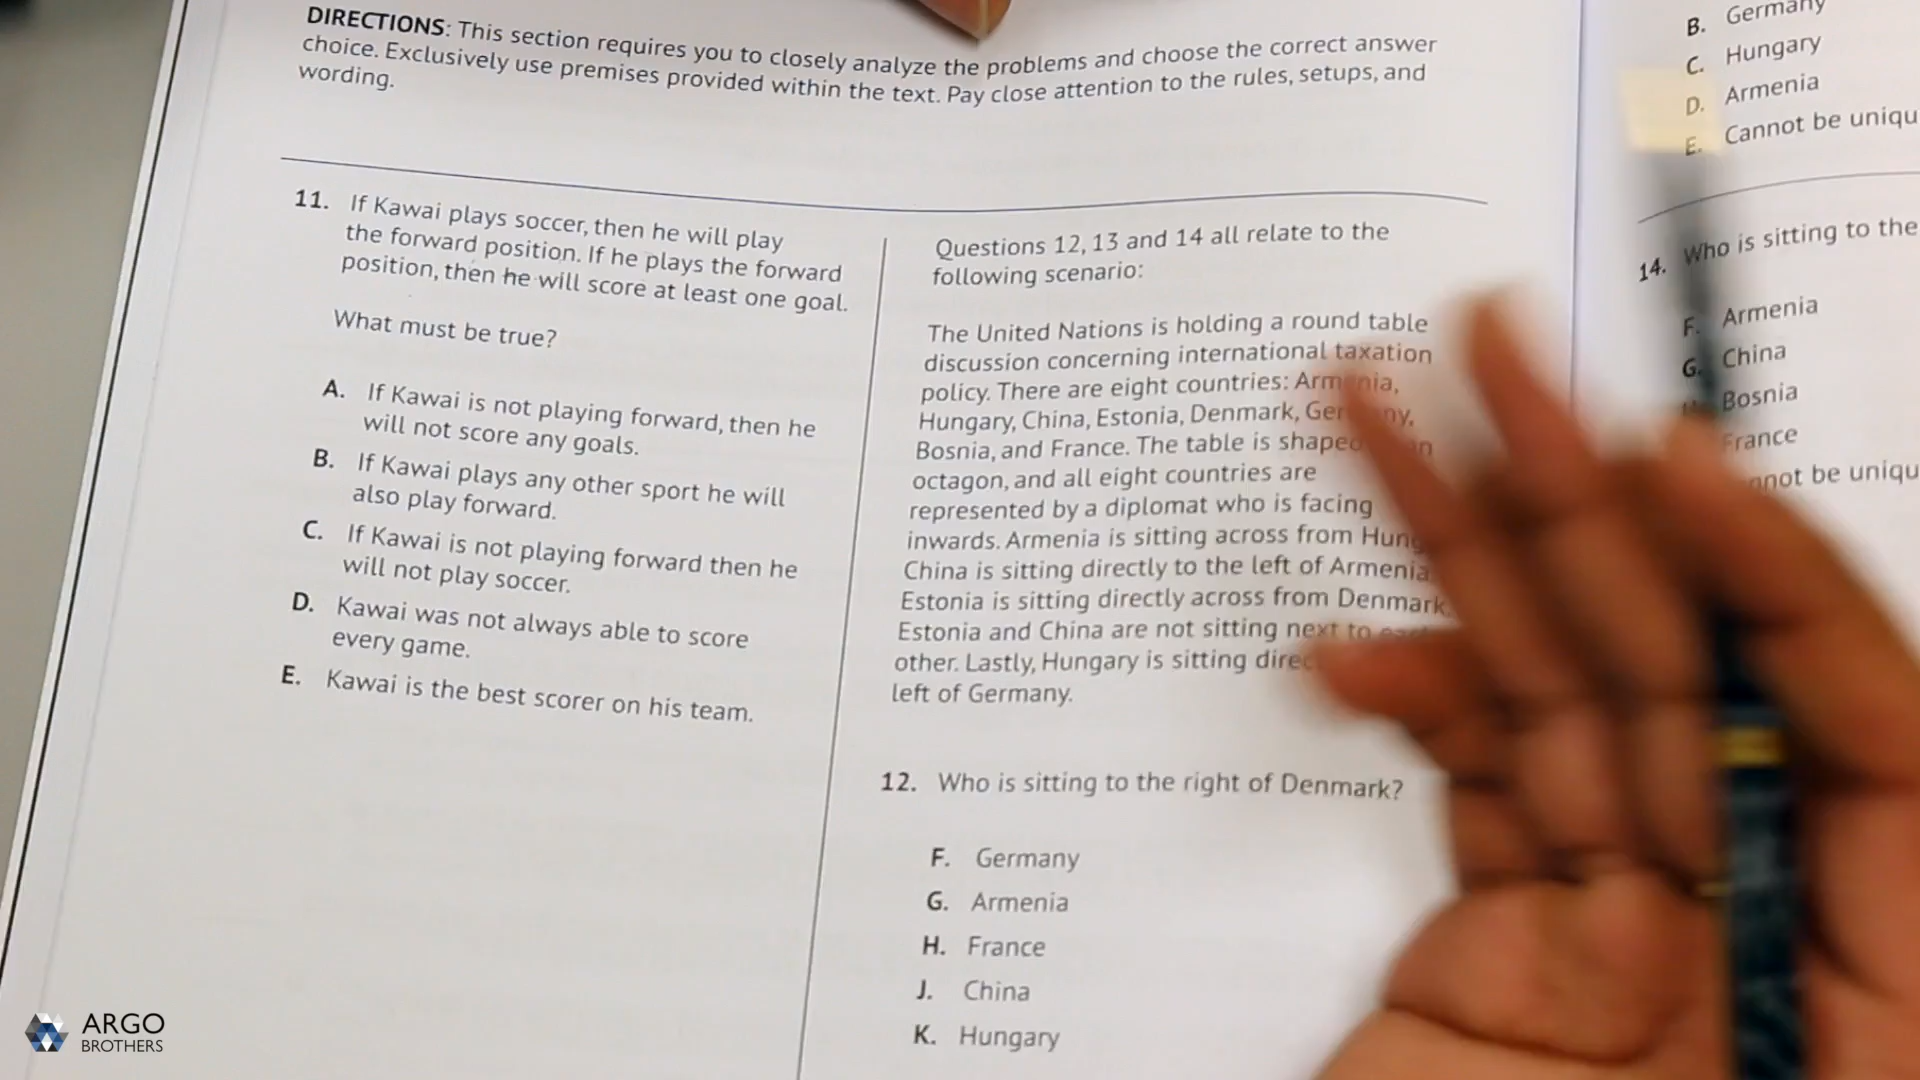 DIRECTIONS: This section requires you to closely analyze the problems and choose the correct answer
choice. Exclusively use premises provided within the text. Pay close attention to the rules, setups, and
wording.
11. If Kawai plays soccer, then he will play
the forward position. If he plays the forward
position, then he will score at least one goal.
What must be true?
A. If Kawai is not playing forward, then he
will not score any goals.
B. If Kawai plays any other sport he will
also play forward.
C. If Kawai is not playing forward then he
will not play soccer.
D. Kawai was not always able to score
every game.
E. Kawai is the best scorer on his team.
Questions 12, 13 and 14 all relate to the
following scenario:
The United Nations is holding a round table
discussion concerning international taxation
policy. There are eight countries: Armenia,
Hungary, China, Estonia, Denmark, Germany,
Bosnia, and France. The table is shaped
octagon, and all eight countries are
represented by a diplomat who is facing
inwards. Armenia is sitting across from
China is sitting directly to the left of Armenia
Estonia is sitting directly across from Denmark.
Estonia and China are not sitting next to
other. Lastly, Hungary is sitting
left of Germany.
12. Who is sitting to the right of Denmark?
F. Germany
G. Armenia
H. France
J. China
K. Hungary
B. Germany
C. Hungary
D. Armenia
E. Cannot be
14. Who is sitting to the
F. Armenia
G. China
Bosnia
France
be
ARGO
BROTHERS